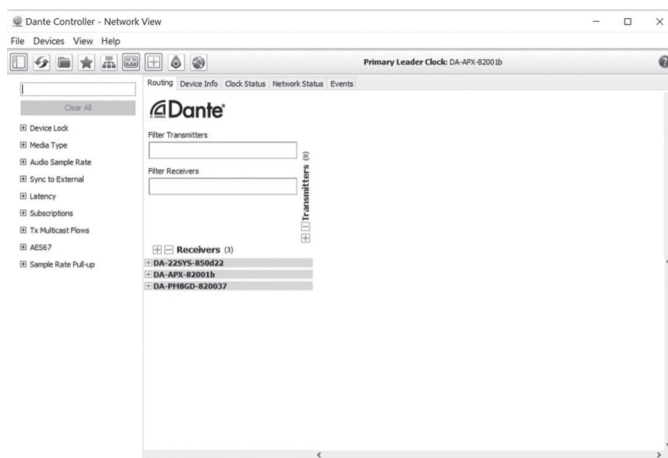 Dante Controller - Network View
File Devices View Help
Primary Leader Clock: DA-APX-82001b
Routing Device Info Clock Status Network Status Events
Clear All
Device Lock
Media Type
Audio Sample Rate
Sync to External
Latency
Subscriptions
Tx Multicast Flows
AES67
Sample Rate Pull-up
Dante
Filter Transmitters
Filter Receivers
Transmitters (0)
Receivers (3)
DA-22SYS-850d22
DA-APX-82001b
DA-PM8GD-820037